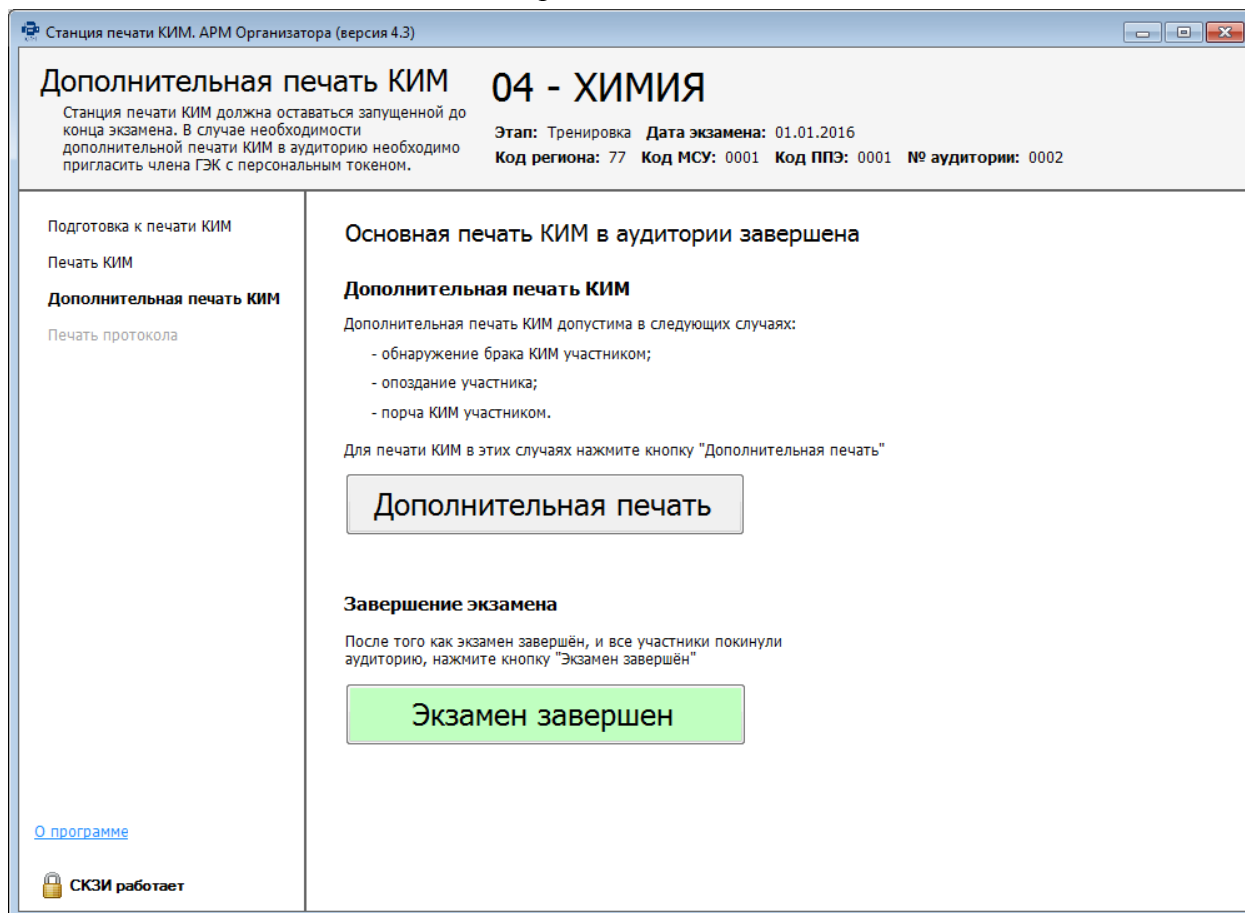 Станция печати КИМ. АРМ Организатора (версия 4.3)
Дополнительная печать КИМ
Станция печати КИМ должна оставаться запущенной до
конца экзамена. В случае необходимости
дополнительной печати КИМ в аудиторию необходимо
пригласить члена ГЭК с персональным токеном.
04 - ХИМИЯ
Этап: Тренировка Дата экзамена: 01.01.2016
Код региона: 77 Код МСУ: 0001 Код ППЭ: 0001 № аудитории: 0002
Подготовка к печати КИМ
Печать КИМ
Дополнительная печать КИМ
Печать протокола
Основная печать КИМ в аудитории завершена
Дополнительная печать КИМ
Дополнительная печать КИМ допустима в следующих случаях:
- обнаружение брака КИМ участником;
- опоздание участника;
- порча КИМ участником.
Для печати КИМ в этих случаях нажмите кнопку "Дополнительная печать"
Дополнительная печать
Завершение экзамена
После того как экзамен завершён, и все участники покинули
аудиторию, нажмите кнопку "Экзамен завершён"
Экзамен завершен
О программе
СКЗИ работает